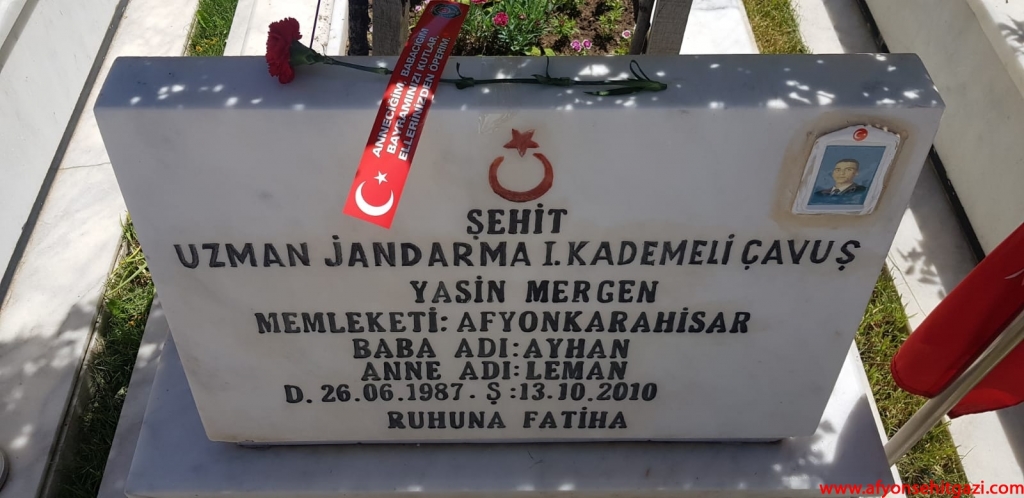 ANNECİĞİM BABACIĞIM
BAYRAMINIZI KUTLAR,
ELLERİNİZDEN ÖPERİM
ŞEHİT
UZMAN JANDARMA I.KADEMELİ ÇAVUŞ
YASİN MERGEN
MEMLEKETİ:AFYONKARAHİSAR
BABA ADI:AYHAN
ANNE ADI:LEMAN
D. 26.06.1987 . Ş :13.10.2010
RUHUNA FATİHA
www.afyonsehitgazi.com